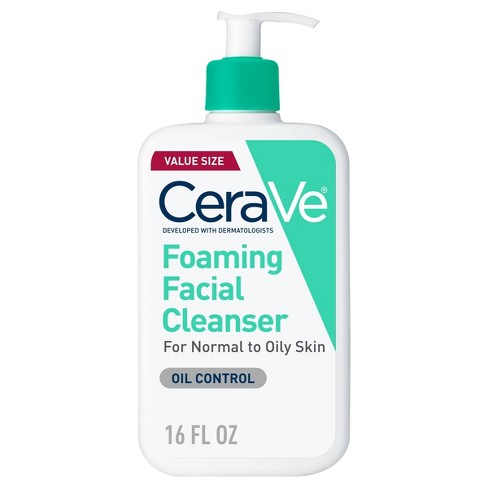 VALUE SIZE
CeraVe®
DEVELOPED WITH DERMATOLOGISTS
Foaming
Facial
Cleanser
For Normal to Oily Skin
OIL CONTROL
16 FL OZ